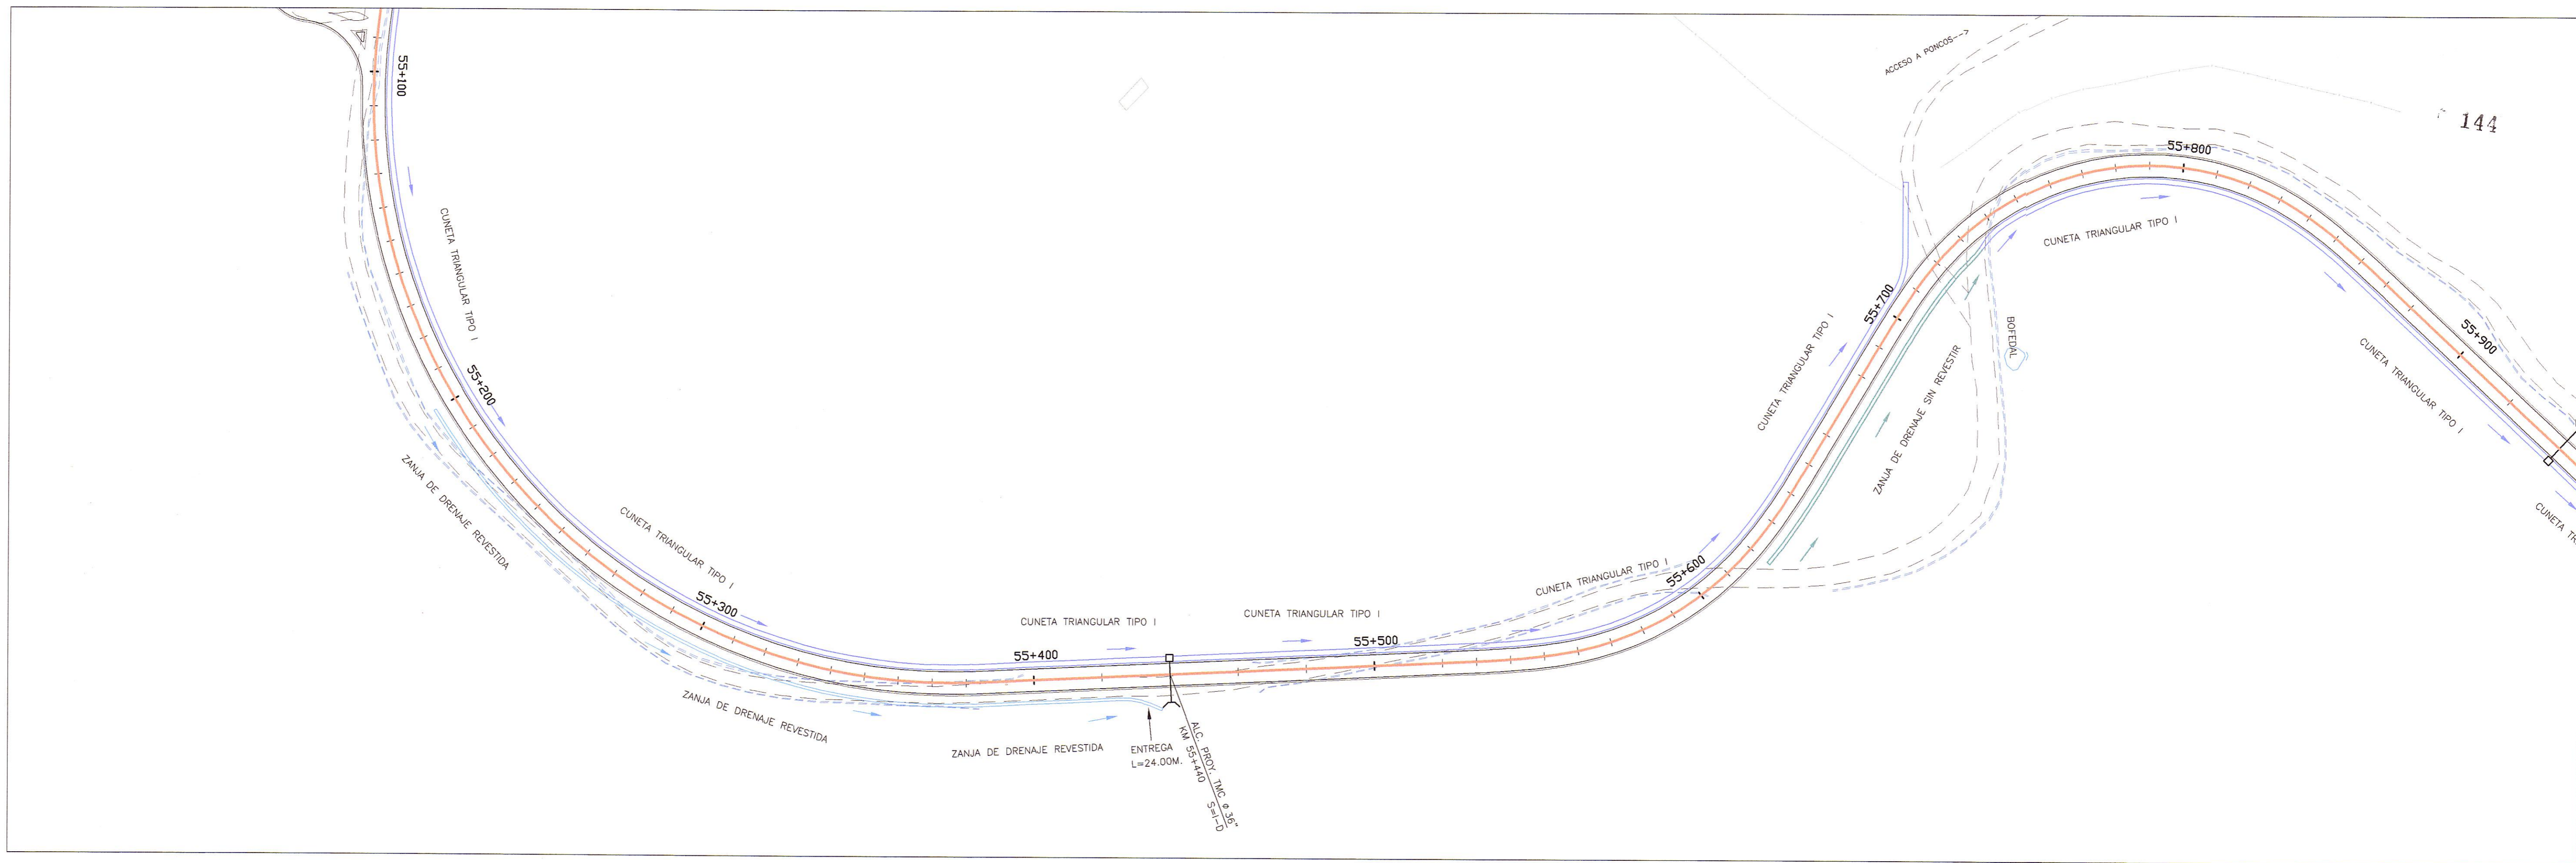 55+100
CUNETA TRIANGULAR TIPO I
55+200
ZANJA DE DRENAJE REVESTIDA
CUNETA TRIANGULAR TIPO I
55+300
ZANJA DE DRENAJE REVESTIDA
CUNETA TRIANGULAR TIPO I
55+400
ZANJA DE DRENAJE REVESTIDA
ENTREGA
L=24.00M.
ALC. PROY. TMC ø 36"
KM 55+440 S=I-D
CUNETA TRIANGULAR TIPO I
55+500
CUNETA TRIANGULAR TIPO I
55+600
CUNETA TRIANGULAR TIPO I
55+700
ZANJA DE DRENAJE SIN REVESTIR
BOFEDAL
ACCESO A PONCOS-->
55+800
CUNETA TRIANGULAR TIPO I
144
55+900
CUNETA TRIANGULAR TIPO I